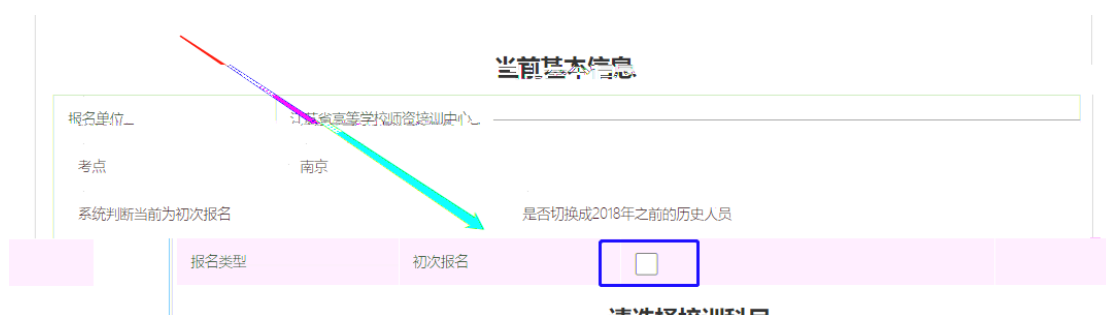 当前基本信息
报名单位 江苏省高等学校师资培训中心
考点 南京
系统判断当前为初次报名 是否切换成2018年之前的历史人员
报名类型 初次报名
请选择培训科目